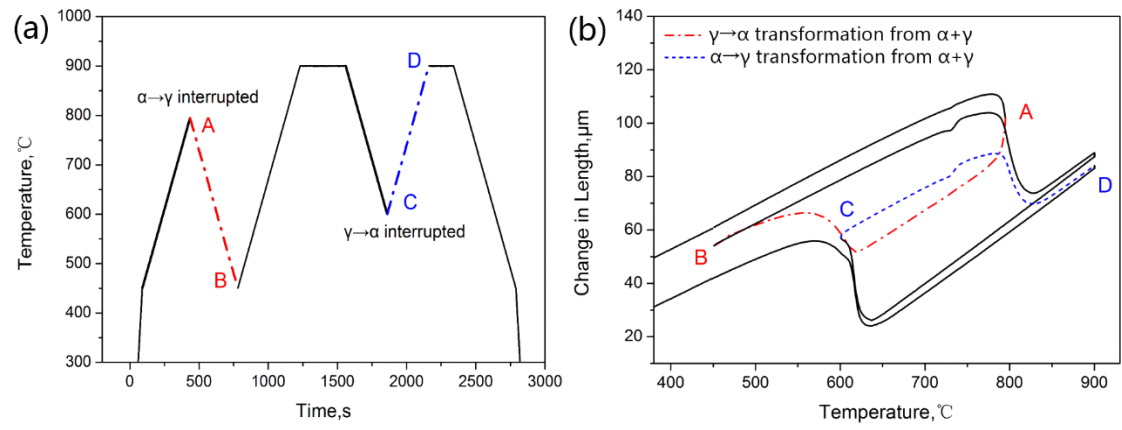 (a)
1000
900
800
700
600
500
400
300
Temperature,℃
α→γ interrupted
A
B
C
D
γ→α interrupted
0
500
1000
1500
2000
2500
3000
Time,s
(b)
140
120
100
80
60
40
20
Change in Length,μm
γ→α transformation from α+γ
α→γ transformation from α+γ
A
B
C
D
400
500
600
700
800
900
Temperature,℃